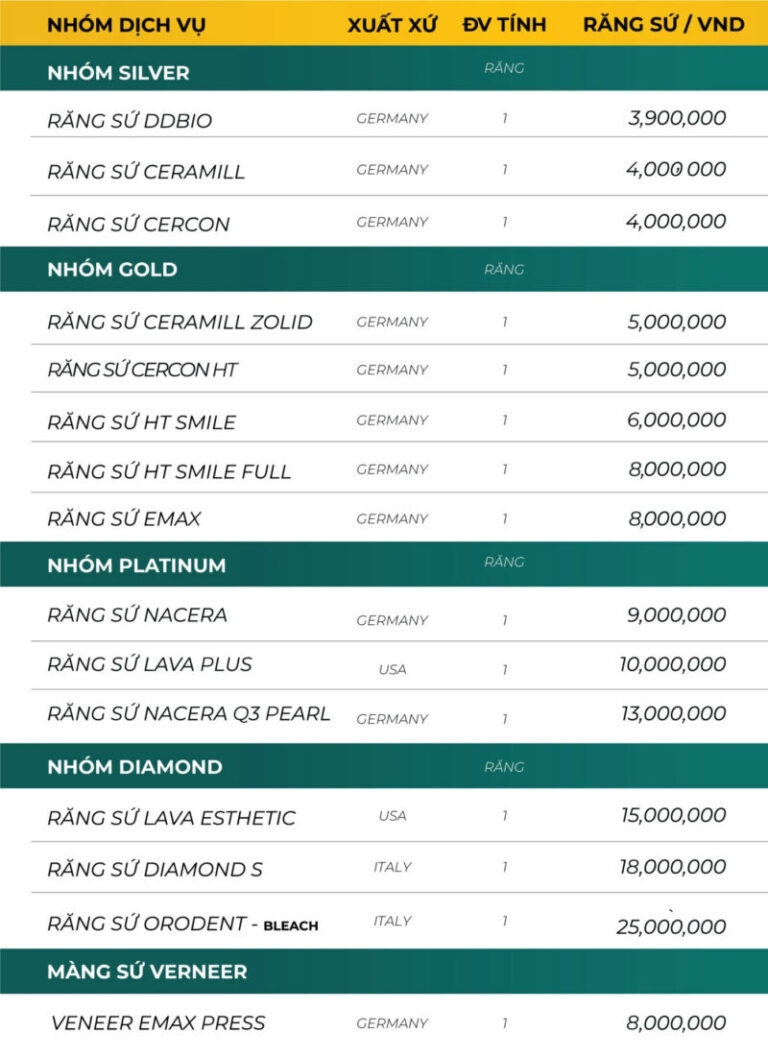 NHÓM DỊCH VỤ XUẤT XỨ ĐV TÍNH RĂNG SỨ / VND
NHÓM SILVER RĂNG
RĂNG SỨ DDBIO GERMANY 1 3,900,000
RĂNG SỨ CERAMILL GERMANY 1 4,000 000
RĂNG SỨ CERCON GERMANY 1 4,000,000
NHÓM GOLD RĂNG
RĂNG SỨ CERAMILL ZOLID GERMANY 1 5,000,000
RĂNG SỨ CERCON HT GERMANY 1 5,000,000
RĂNG SỨ HT SMILE GERMANY 1 6,000,000
RĂNG SỨ HT SMILE FULL GERMANY 1 8,000,000
RĂNG SỨ EMAX GERMANY 1 8,000,000
NHÓM PLATINUM RĂNG
RĂNG SỨ NACERA GERMANY 1 9,000,000
RĂNG SỨ LAVA PLUS USA 1 10,000,000
RĂNG SỨ NACERA Q3 PEARL GERMANY 1 13,000,000
NHÓM DIAMOND RĂNG
RĂNG SỨ LAVA ESTHETIC USA 1 15,000,000
RĂNG SỨ DIAMOND S ITALY 1 18,000,000
RĂNG SỨ ORODENT - BLEACH ITALY 1 25,000,000
MÀNG SỨ VERNEER
VENEER EMAX PRESS GERMANY 1 8,000,000